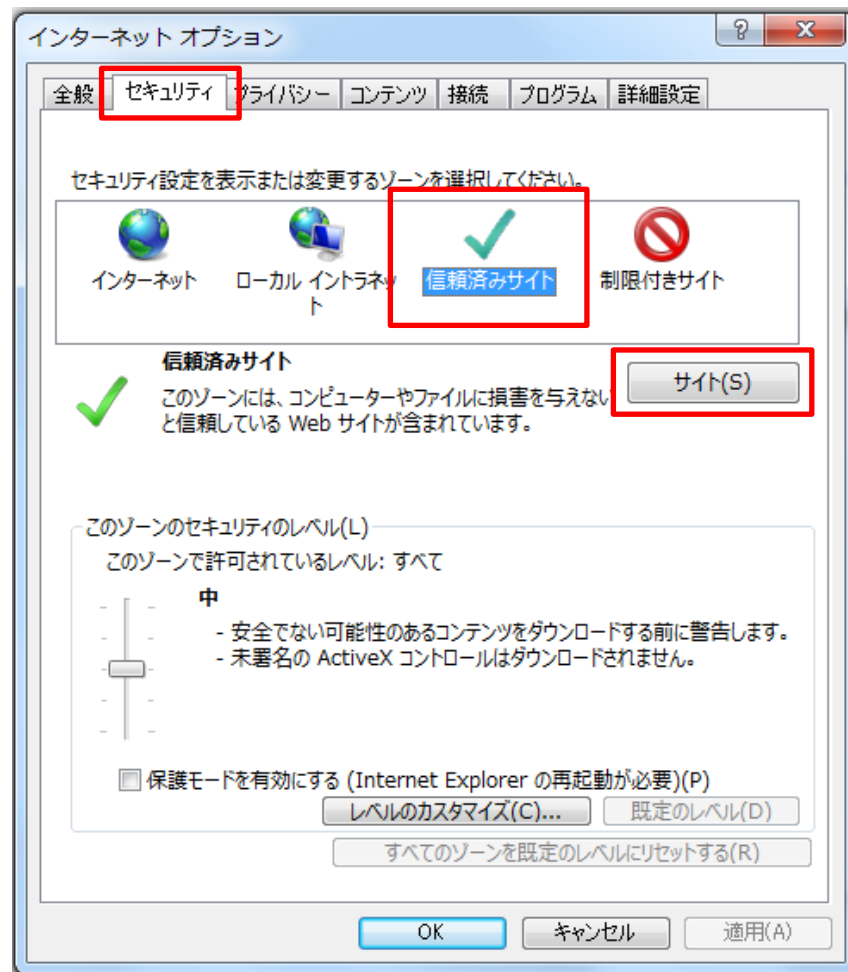 インターネット オプション
全般 セキュリティ プライバシー コンテンツ 接続 プログラム 詳細設定
セキュリティ設定を表示または変更するゾーンを選択してください。
インターネット ローカル イントラネッ 信頼済みサイト 制限付きサイト
ト
信頼済みサイト
サイト(S)
このゾーンには、コンピューターやファイルに損害を与えない
と信頼している Web サイトが含まれています。
このゾーンのセキュリティのレベル(L)
このゾーンで許可されているレベル: すべて
中
- 安全でない可能性のあるコンテンツをダウンロードする前に警告します。
- 未署名の ActiveX コントロールはダウンロードされません。
保護モードを有効にする (Internet Explorer の再起動が必要)(P)
レベルのカスタマイズ(C)... 既定のレベル(D)
すべてのゾーンを既定のレベルにリセットする(R)
OK キャンセル 適用(A)